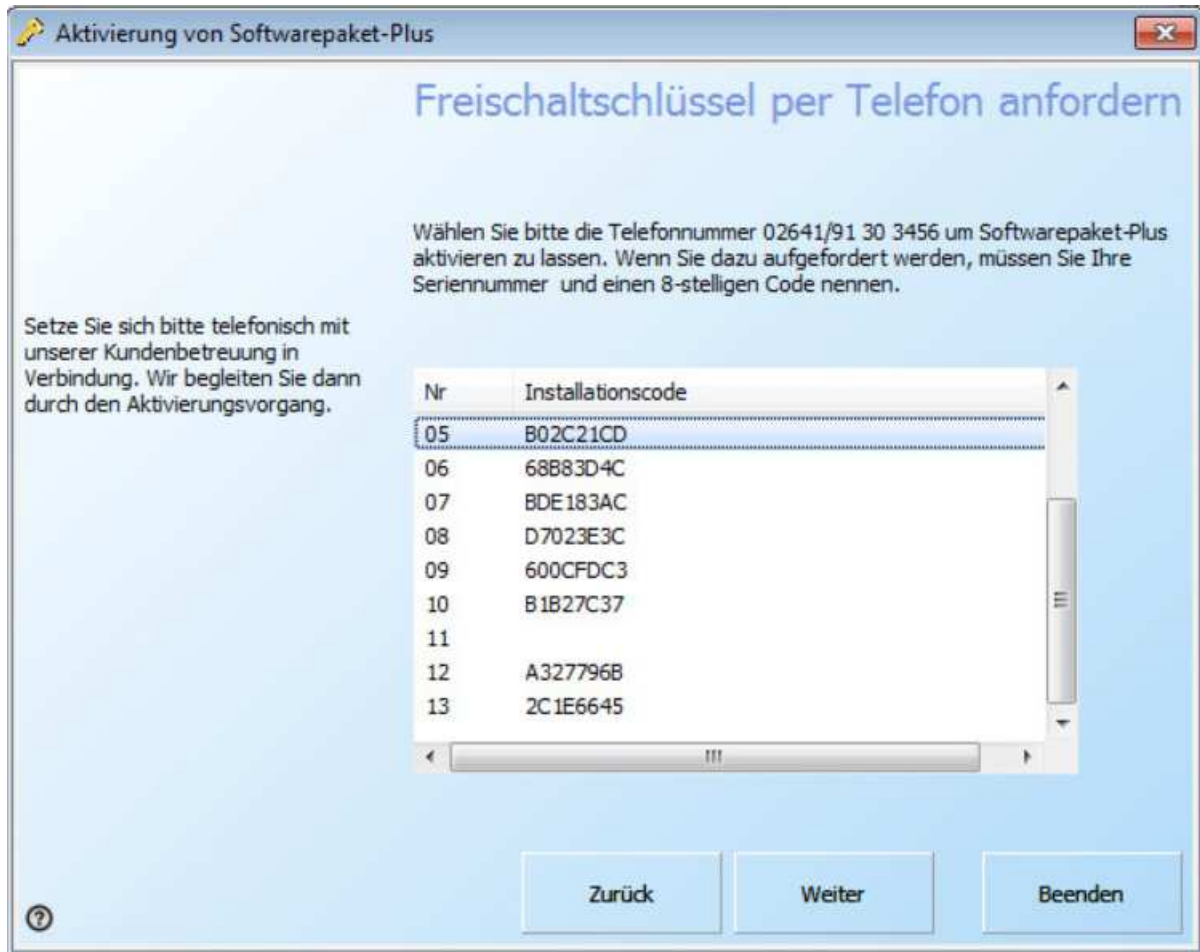 Aktivierung von Softwarepaket-Plus
Freischaltschlüssel per Telefon anfordern
Wählen Sie bitte die Telefonnummer 02641/91 30 3456 um Softwarepaket-Plus
aktivieren zu lassen. Wenn Sie dazu aufgefordert werden, müssen Sie Ihre
Seriennummer und einen 8-stelligen Code nennen.
Setze Sie sich bitte telefonisch mit
unserer Kundenbetreuung in
Verbindung. Wir begleiten Sie dann
durch den Aktivierungsvorgang.
Nr Installationscode
05 B02C21CD
06 68B83D4C
07 BDE183AC
08 D7023E3C
09 600CFDC3
10 B1B27C37
11
12 A327796B
13 2C1E6645
Zurück Weiter Beenden